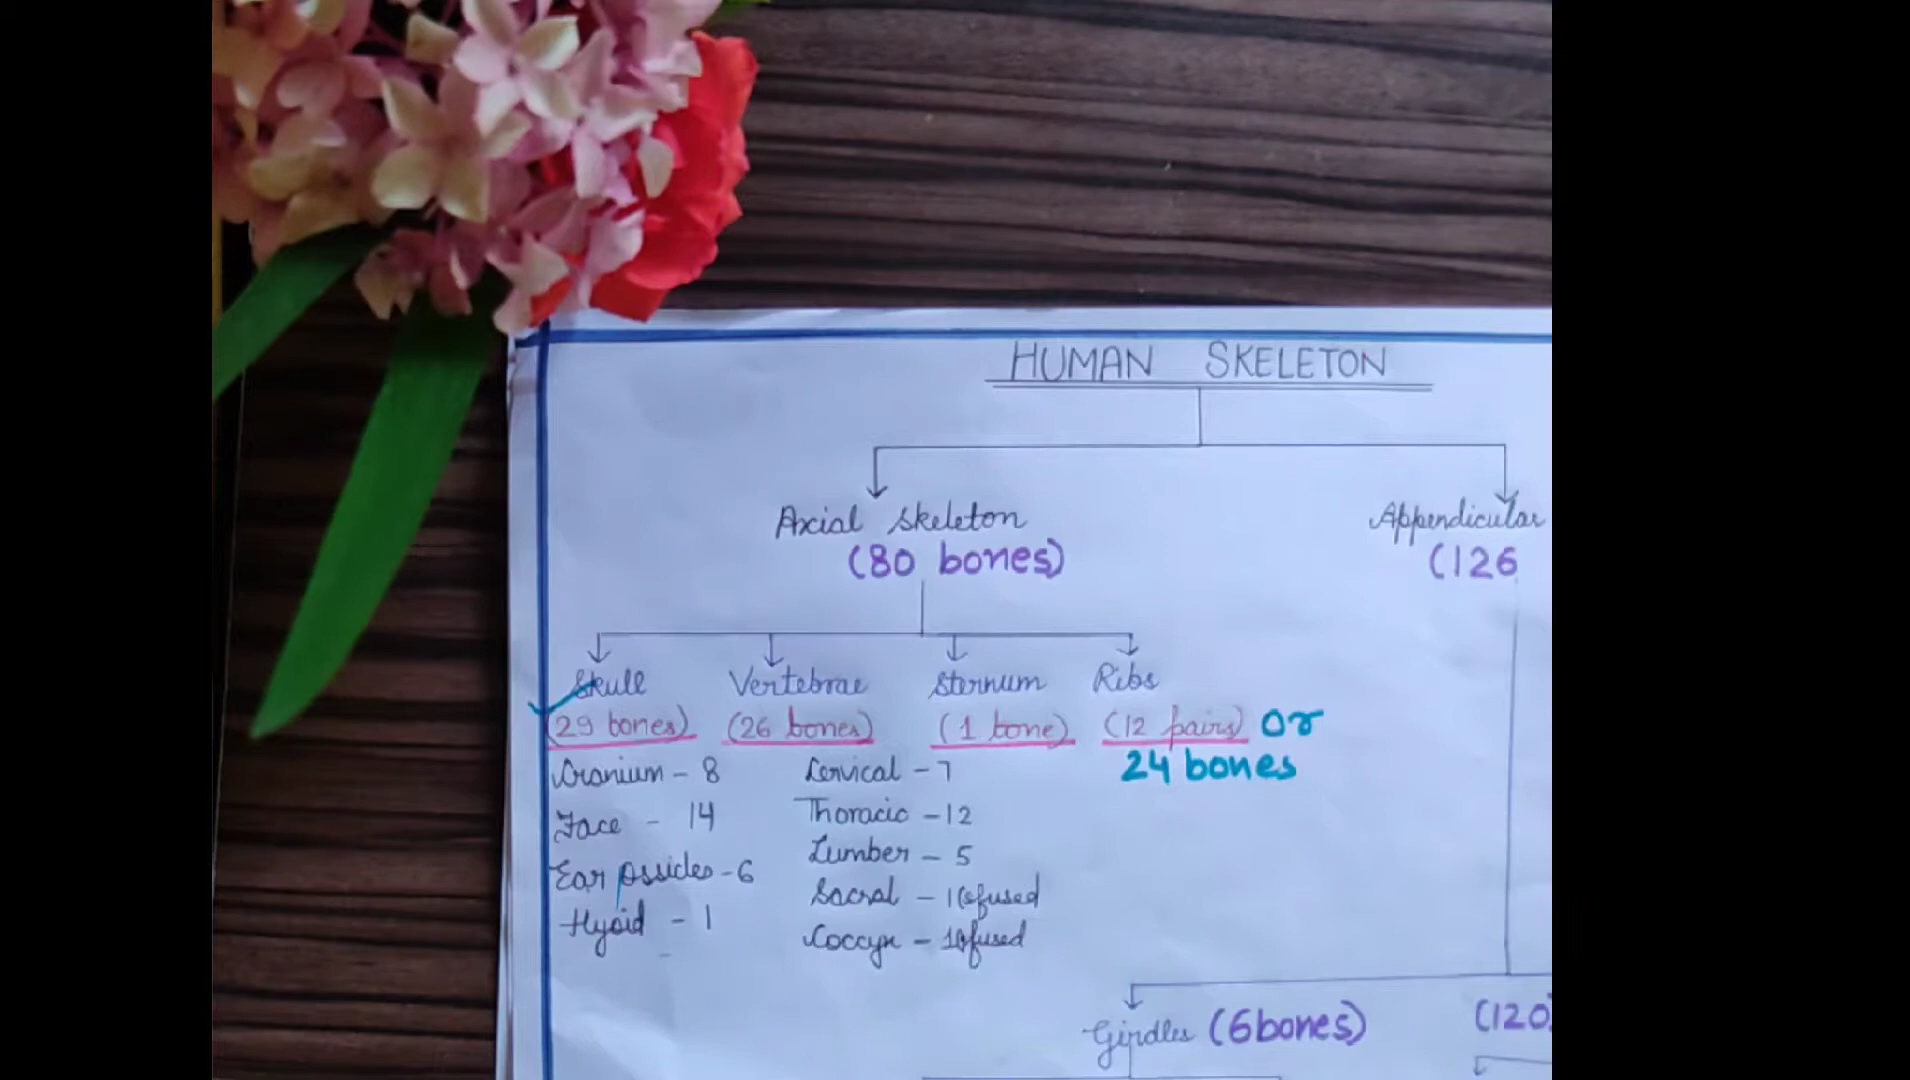 HUMAN SKELETON
Axial Skeleton
(80 bones)
Appendicular
(126
Skull
(29 bones)
Cranium - 8
Face - 14
Ear ossicles - 6
Hyoid - 1
Vertebrae
(26 bones)
Cervical - 7
Thoracic - 12
Lumber - 5
Sacral - 1 fused
Coccyx - 1 fused
Sternum
(1 bone)
Ribs
(12 pairs) or
24 bones
Girdles (6bones)
(120)